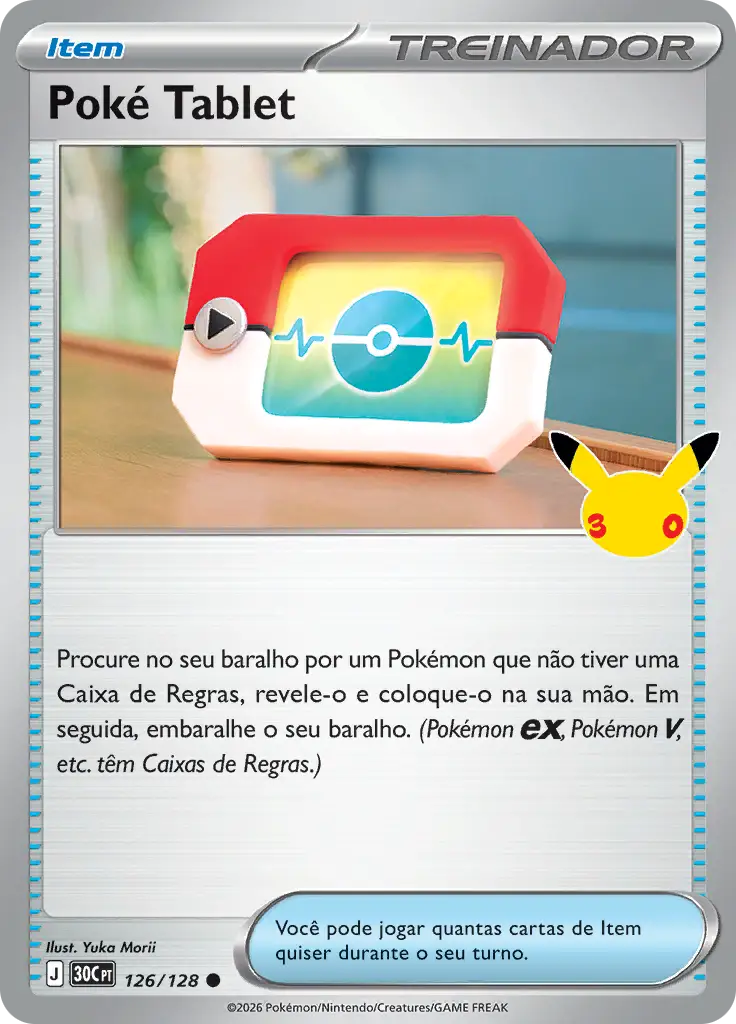 Item
TREINADOR
Poké Tablet
30
Procure no seu baralho por um Pokémon que não tiver uma
Caixa de Regras, revele-o e coloque-o na sua mão. Em
seguida, embaralhe o seu baralho. (Pokémon ex, Pokémon V,
etc. têm Caixas de Regras.)
Você pode jogar quantas cartas de Item
quiser durante o seu turno.
Ilust. Yuka Morii
J 30C PT 126/128
©2026 Pokémon/Nintendo/Creatures/GAME FREAK